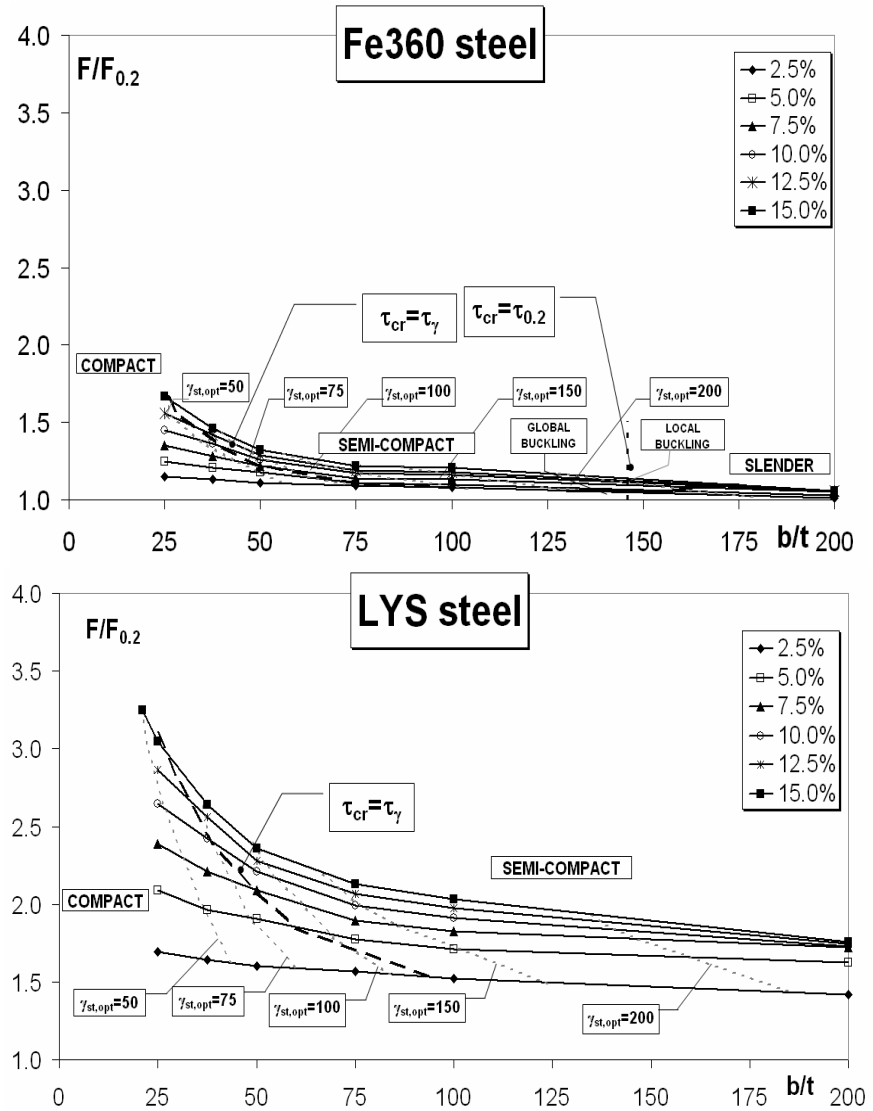 Fe360 steel
4.0
F/F0.2
3.5
3.0
2.5
2.0
1.5
1.0
2.5%
5.0%
7.5%
10.0%
12.5%
15.0%
τcr=τγ
τcr=τ0.2
COMPACT
γst,opt=50
γst,opt=75
γst,opt=100
γst,opt=150
γst,opt=200
SEMI-COMPACT
GLOBAL
BUCKLING
LOCAL
BUCKLING
SLENDER
0
25
50
75
100
125
150
175
200
b/t
LYS steel
4.0
F/F0.2
3.5
3.0
2.5
2.0
1.5
1.0
2.5%
5.0%
7.5%
10.0%
12.5%
15.0%
τcr=τγ
SEMI-COMPACT
COMPACT
γst,opt=50
γst,opt=75
γst,opt=100
γst,opt=150
γst,opt=200
0
25
50
75
100
125
150
175
200
b/t